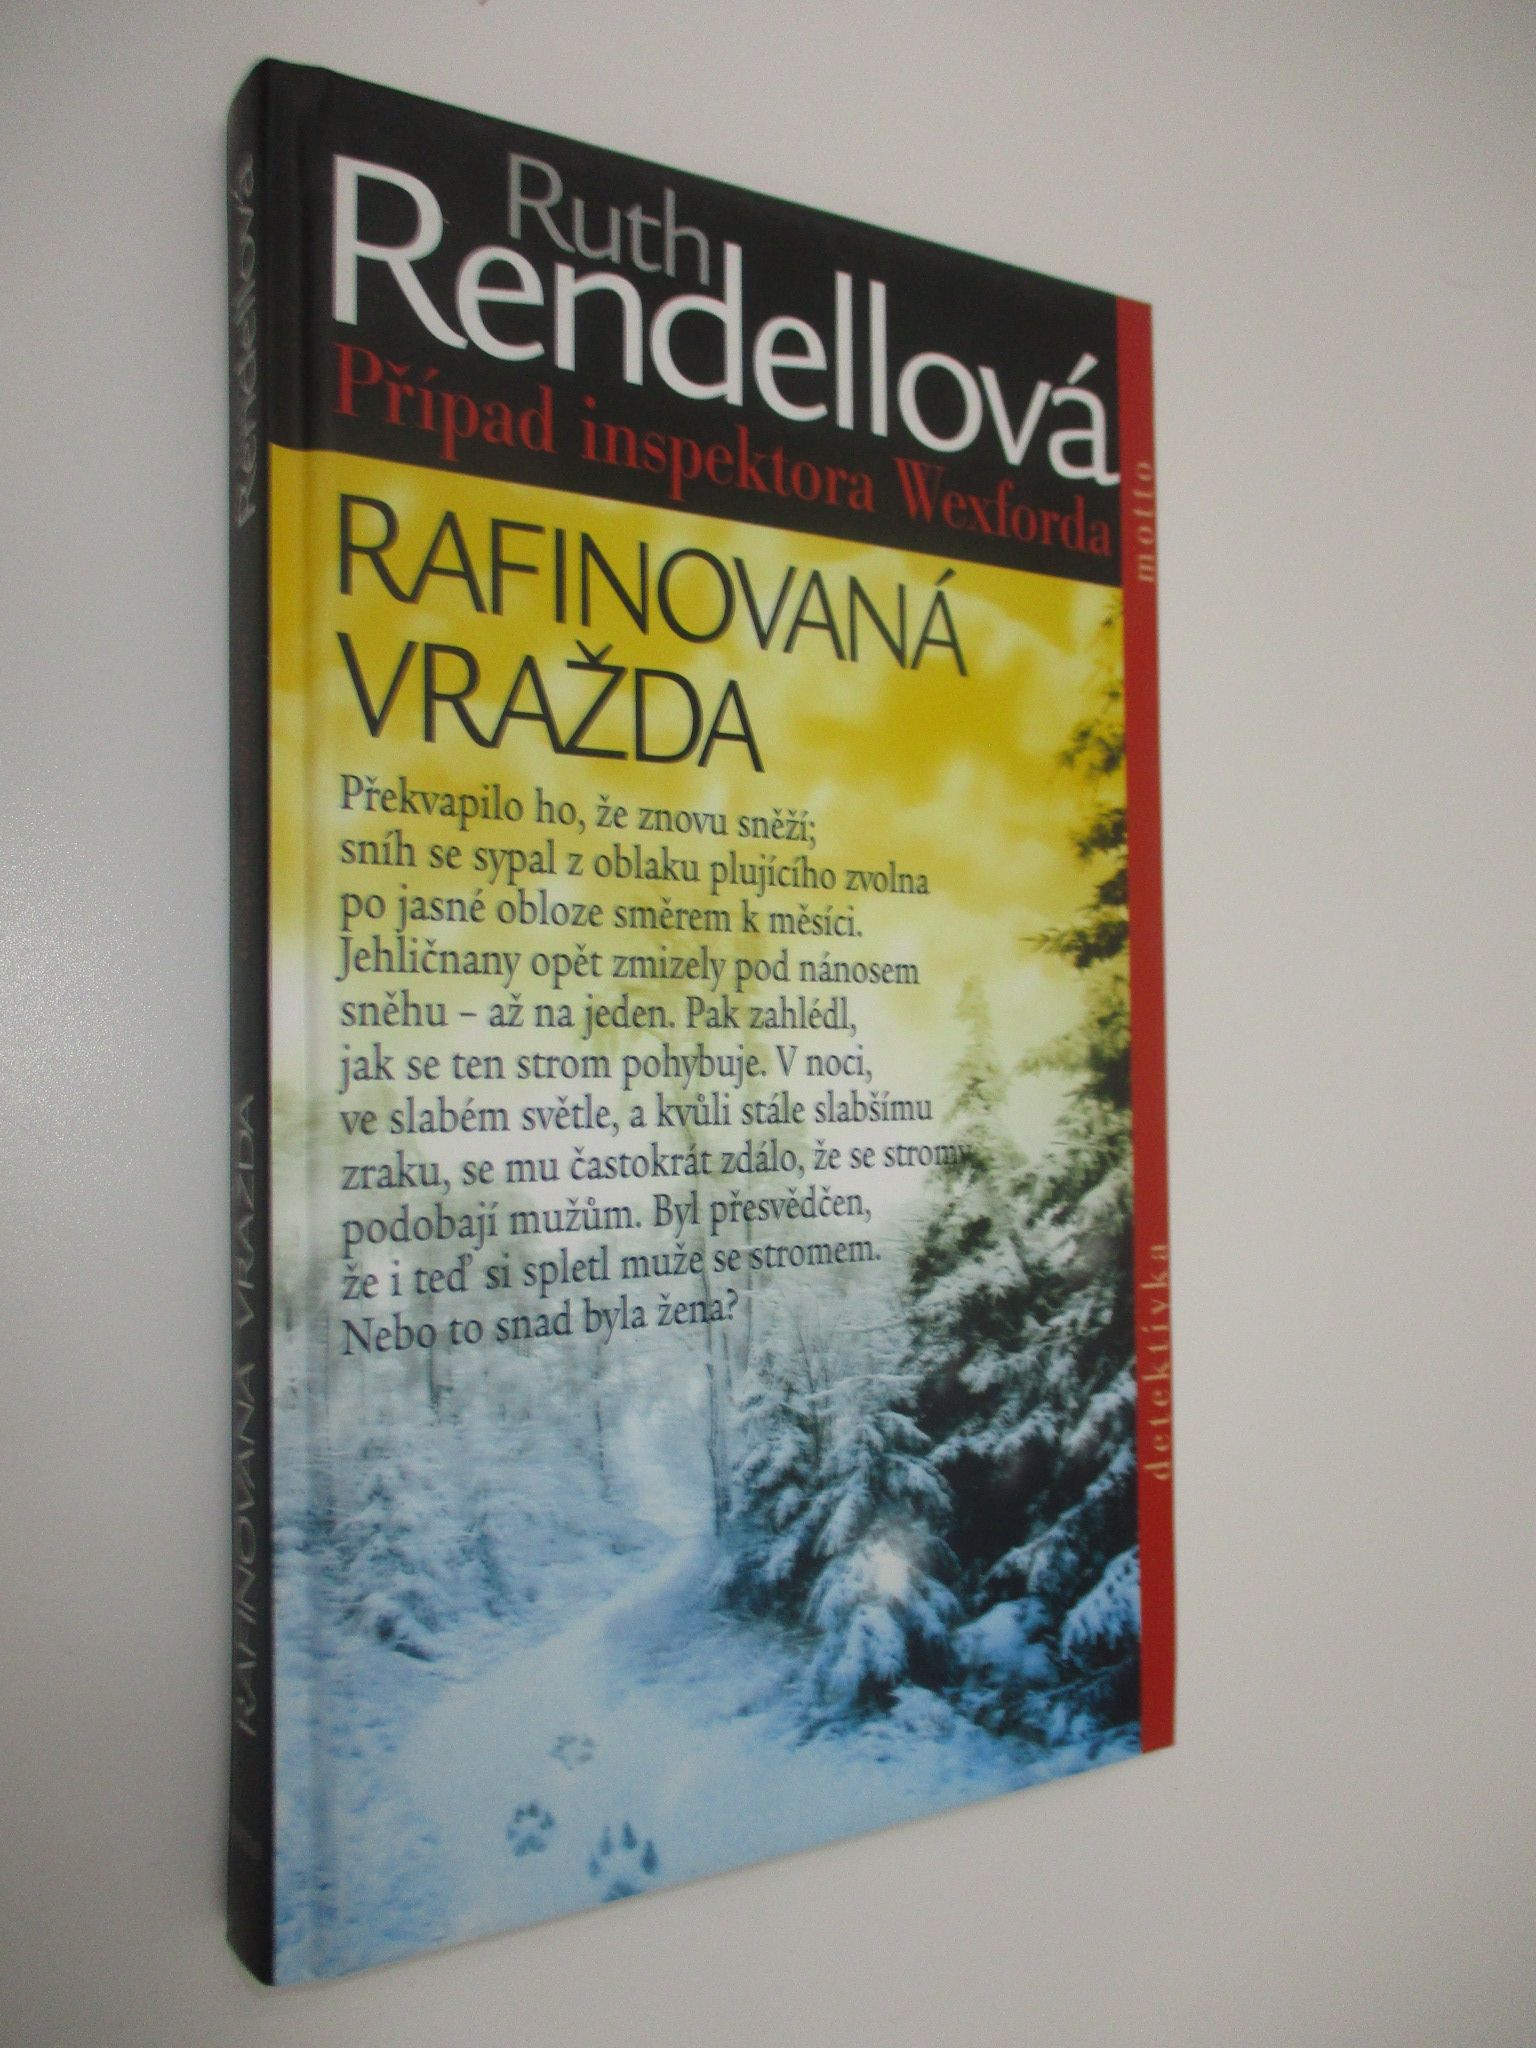 Ruth
Rendellová
Případ inspektora Wexforda
RAFINOVANÁ
VRAŽDA
Překvapilo ho, že znovu sněží;
sníh se sypal z oblaku plujícího zvolna
po jasné obloze směrem k měsíci.
Jehličnany opět zmizely pod nánosem
sněhu – až na jeden. Pak zahlédl,
jak se ten strom pohybuje. V noci,
ve slabém světle, a kvůli stále slabšímu
zraku, se mu častokrát zdálo, že se stromy
podobají mužům. Byl přesvědčen,
že i teď si spletl muže se stromem.
Nebo to snad byla žena?
motto
detektivka
Rendellová
RAFINOVANÁ VRAŽDA